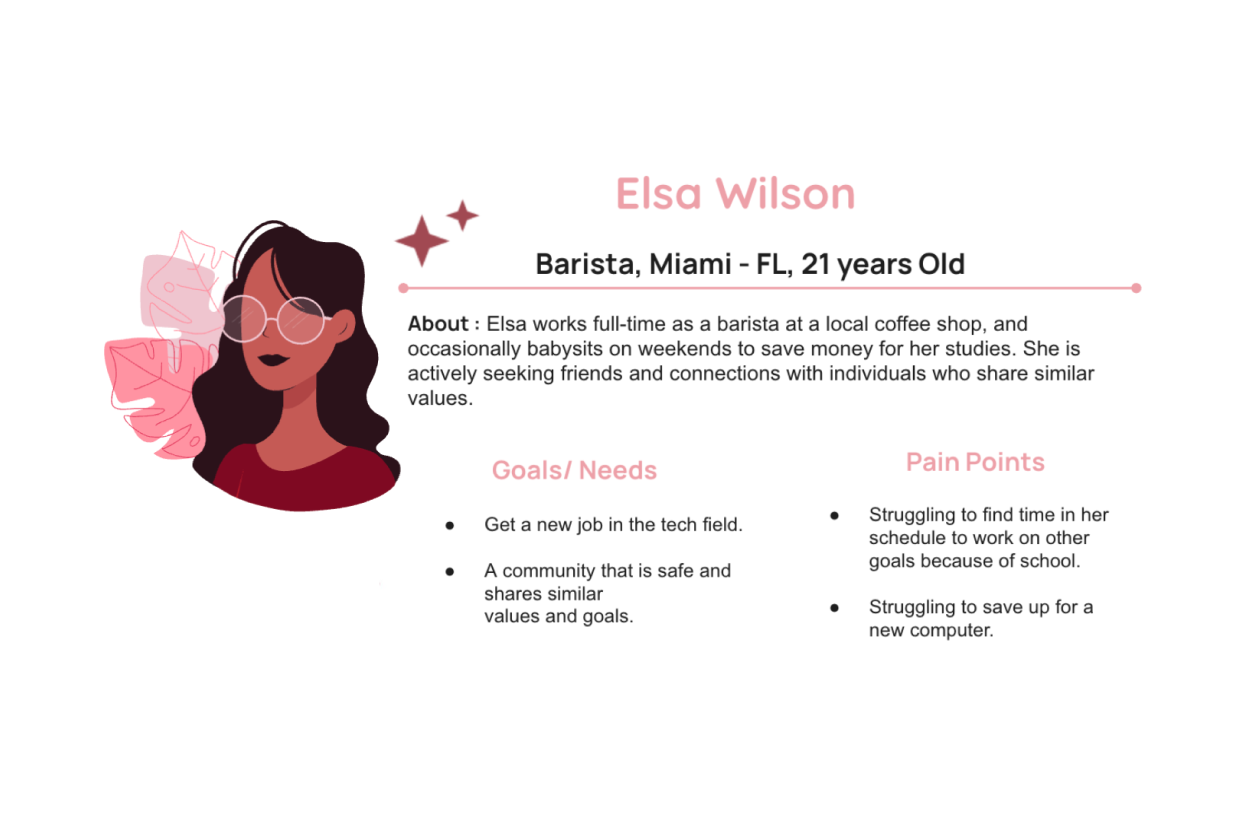 Elsa Wilson
Barista, Miami - FL, 21 years Old
About : Elsa works full-time as a barista at a local coffee shop, and
occasionally babysits on weekends to save money for her studies. She is
actively seeking friends and connections with individuals who share similar
values.
Goals/ Needs
● Get a new job in the tech field.
● A community that is safe and
shares similar
values and goals.
Pain Points
● Struggling to find time in her
schedule to work on other
goals because of school.
● Struggling to save up for a
new computer.